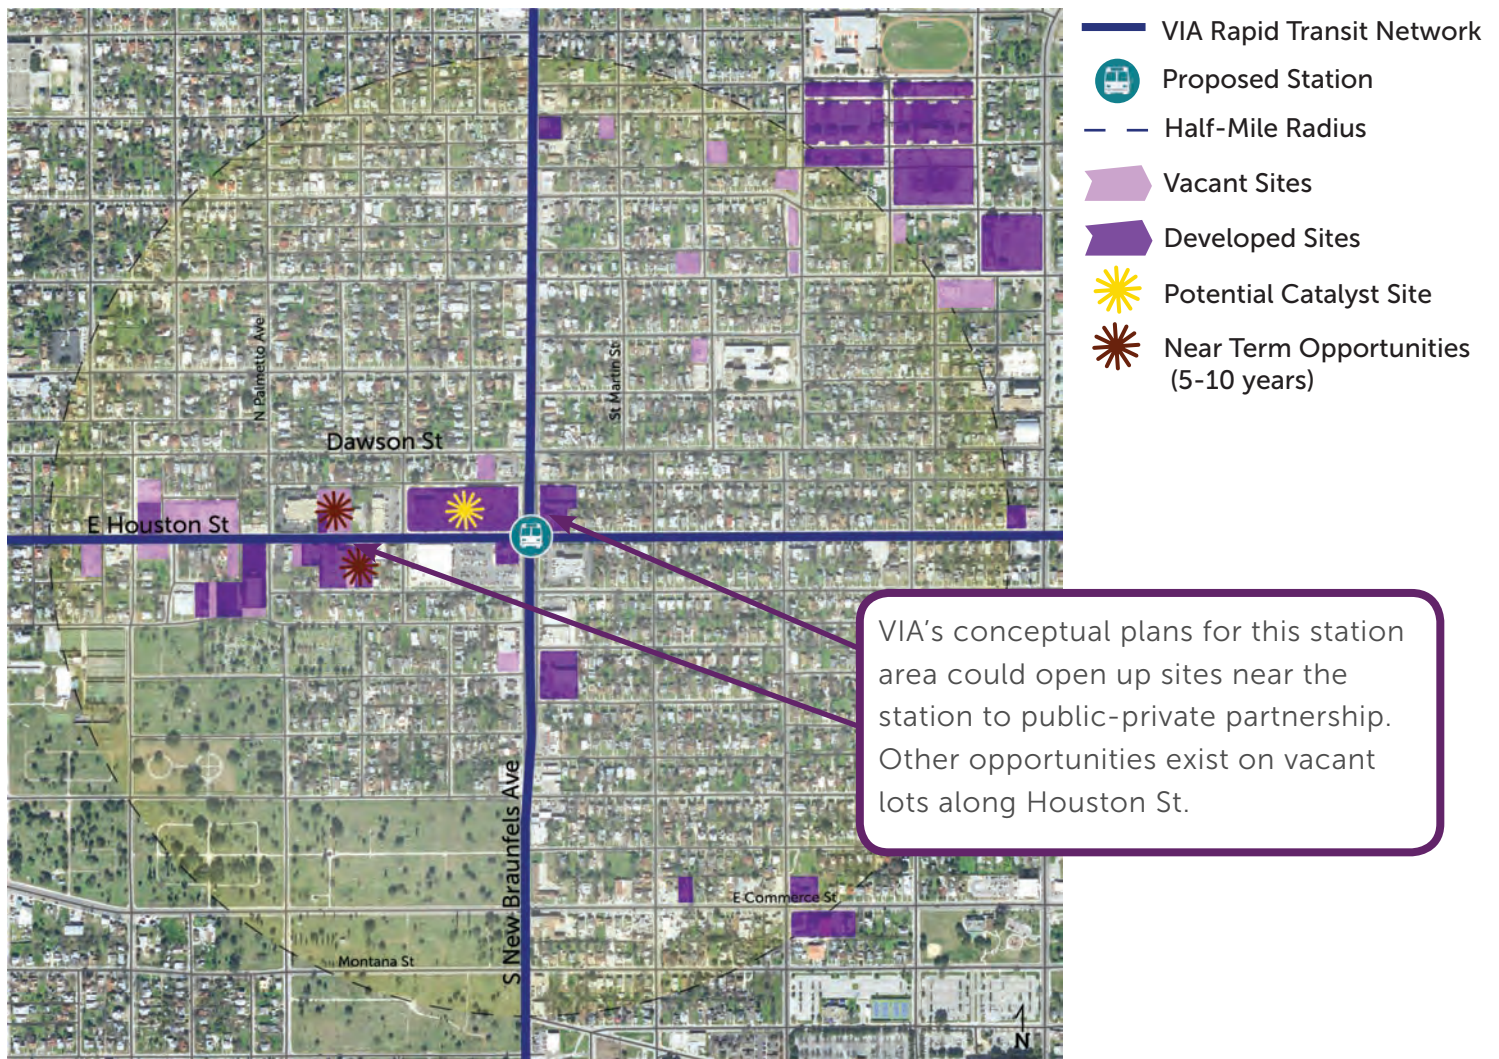 VIA Rapid Transit Network
Proposed Station
Half-Mile Radius
Vacant Sites
Developed Sites
Potential Catalyst Site
Near Term Opportunities
(5-10 years)
N Palmetto Ave
St Martin St
Dawson St
E Houston St
VIA’s conceptual plans for this station
area could open up sites near the
station to public-private partnership.
Other opportunities exist on vacant
lots along Houston St.
S New Braunfels Ave
E Commerce St
Montana St
N